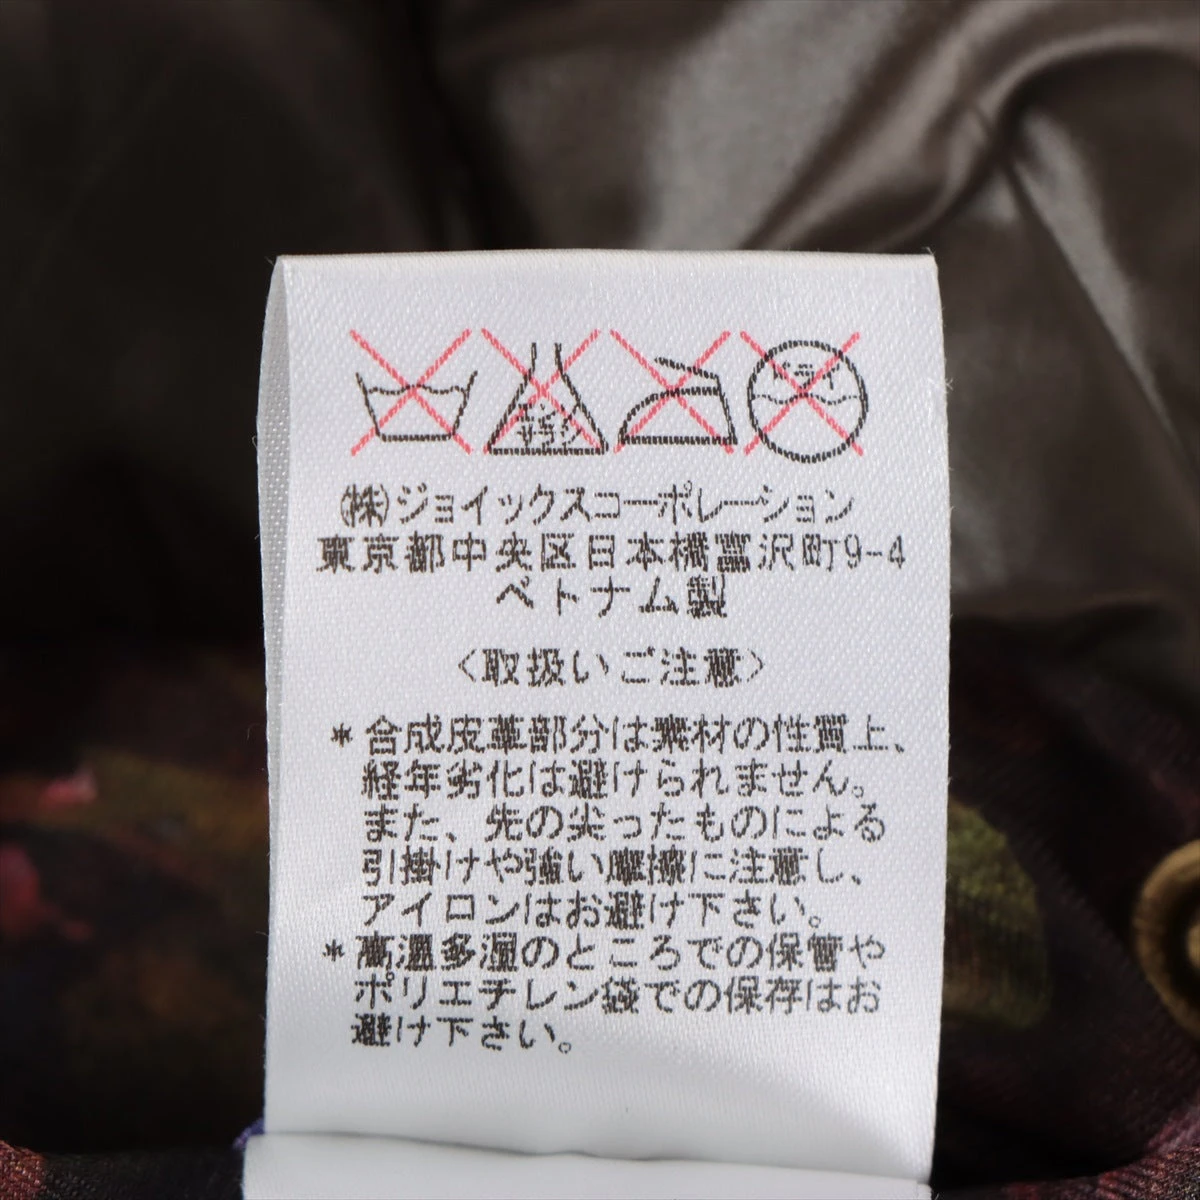 エンソ
サラシ
ドライ
㈱ジョイックスコーポレーション
東京都中央区日本橋富沢町9-4
ベトナム製
〈取扱いご注意〉
*合成皮革部分は素材の性質上、
経年劣化は避けられません。
また、先の尖ったものによる
引掛けや強い摩擦に注意し、
アイロンはお避け下さい。
*高温多湿のところでの保管や
ポリエチレン袋での保存はお
避け下さい。